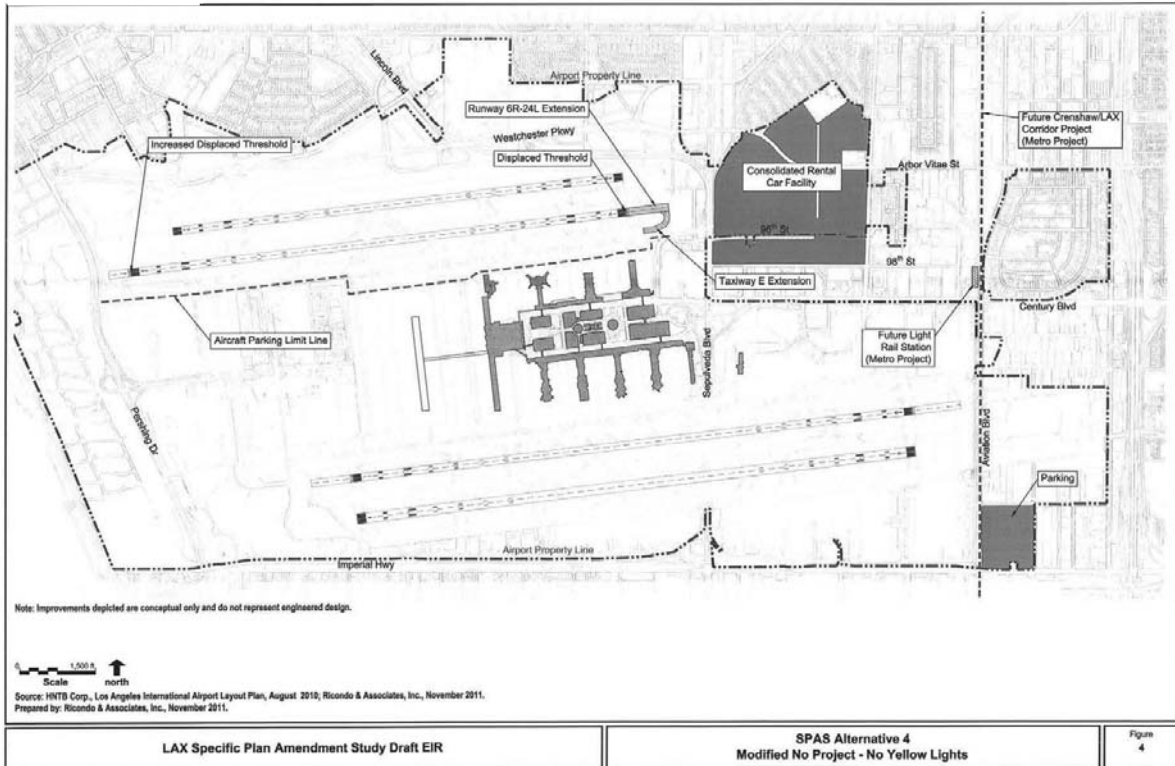 Lincoln Blvd
Airport Property Line
Runway 6R-24L Extension
Westchester Pkwy
Increased Displaced Threshold
Displaced Threshold
Future Crenshaw/LAX
Corridor Project
(Metro Project)
Arbor Vitae St
Consolidated Rental
Car Facility
96th St
98th St
Taxiway E Extension
Century Blvd
Aircraft Parking Limit Line
Future Light
Rail Station
(Metro Project)
Sepulveda Blvd
Pershing Dr
Aviation Blvd
Parking
Airport Property Line
Imperial Hwy
Note: Improvements depicted are conceptual only and do not represent engineered design.
0 1,500 ft.
Scale north
Source: HNTB Corp., Los Angeles International Airport Layout Plan, August 2010; Ricondo & Associates, Inc., November 2011.
Prepared by: Ricondo & Associates, Inc., November 2011.
LAX Specific Plan Amendment Study Draft EIR
SPAS Alternative 4
Modified No Project - No Yellow Lights
Figure
4